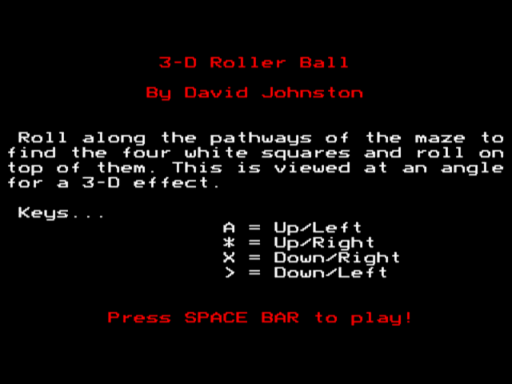 3-D Roller Ball
By David Johnston
Roll along the pathways of the maze to
find the four white squares and roll on
top of them. This is viewed at an angle
for a 3-D effect.
Keys...
A = Up/Left
* = Up/Right
X = Down/Right
> = Down/Left
Press SPACE BAR to play!